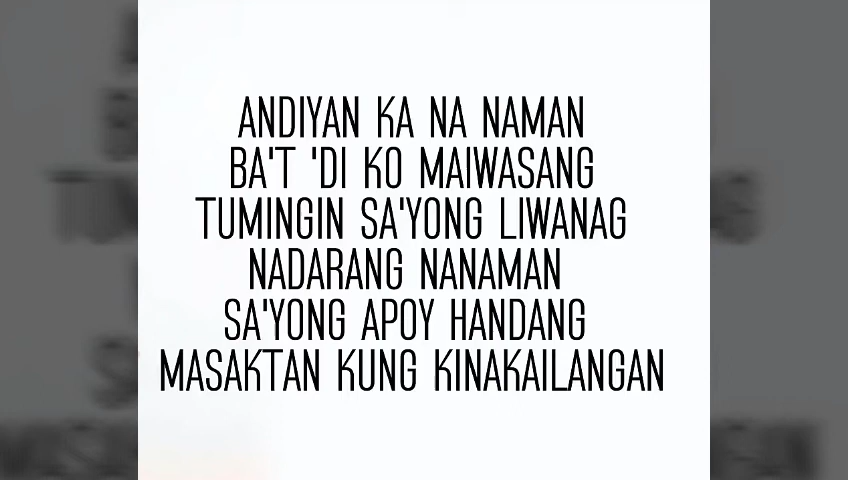 ANDIYAN KA NA NAMAN
BA'T 'DI KO MAIWASANG
TUMINGIN SA'YONG LIWANAG
NADARANG NANAMAN
SA'YONG APOY HANDANG
MASAKTAN KUNG KINAKAILANGAN